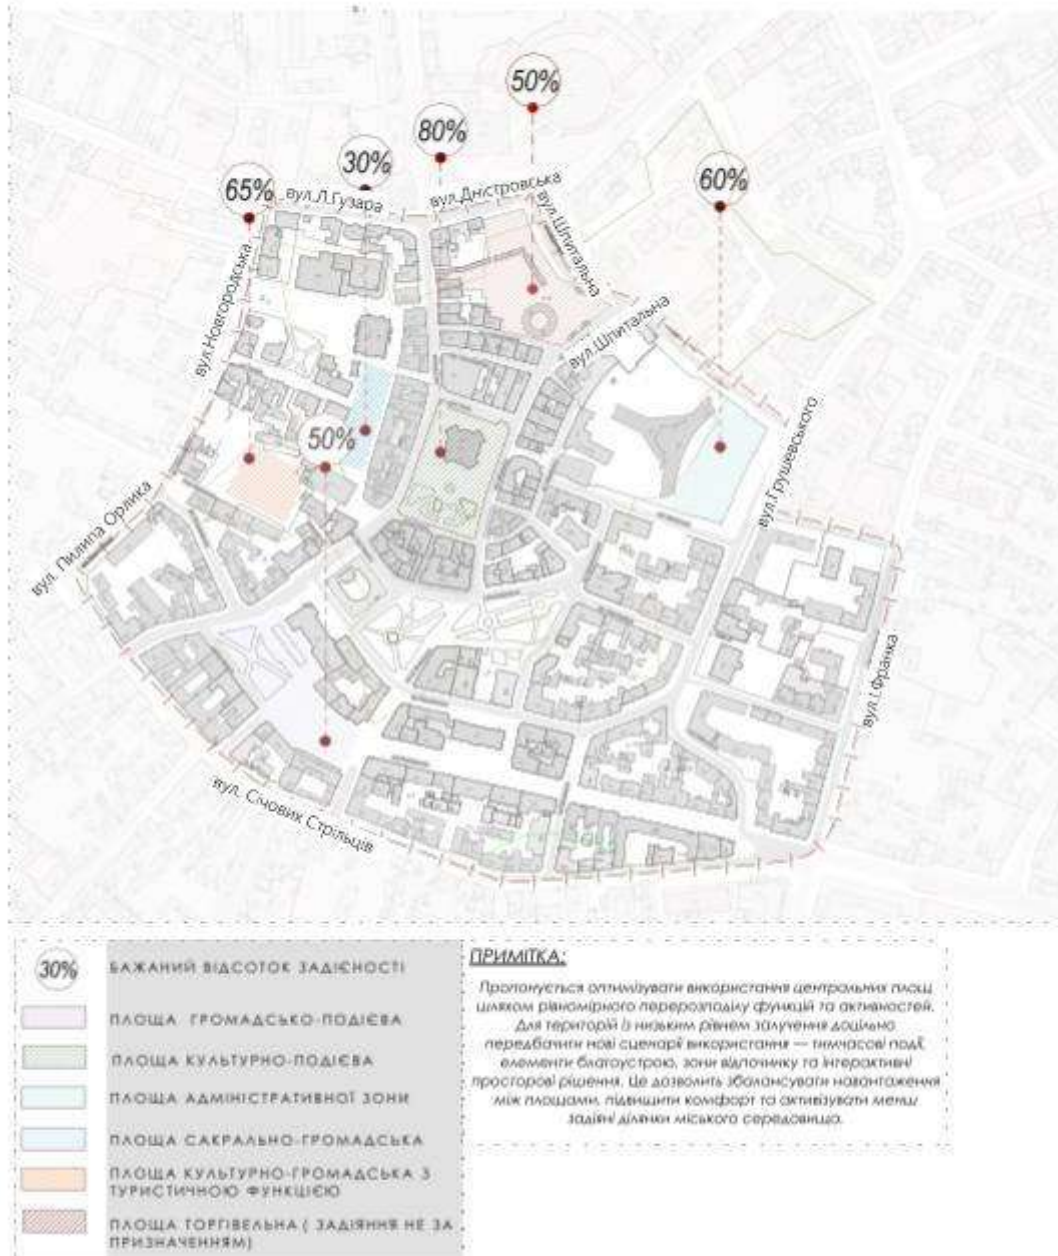 50%
80%
30%
60%
65%
вул.Дністровська
вул.Л.Гузара
вул.Шпитальна
вул.Новгородська
вул.Шпитальна
вул.Грушевського
50%
вул. Пилипа Орлика
вул.І.Франка
вул. Січових Стрільців
30%
БАЖАНИЙ ВІДСОТОК ЗАДІЄНОСТІ
ПЛОЩА ГРОМАДСЬКО-ПОДІЄВА
ПЛОЩА КУЛЬТУРНО-ПОДІЄВА
ПЛОЩА АДМІНІСТРАТИВНОЇ ЗОНИ
ПЛОЩА САКРАЛЬНО-ГРОМАДСЬКА
ПЛОЩА КУЛЬТУРНО-ГРОМАДСЬКА З
ТУРИСТИЧНОЮ ФУНКЦІЄЮ
ПЛОЩА ТОРГІВЕЛЬНА ( ЗАДІЯННЯ НЕ ЗА
ПРИЗНАЧЕННЯМ)
ПРИМІТКА:
Пропонується оптимізувати використання центральних площ
шляхом рівномірного перерозподілу функцій та активностей.
Для територій із низьким рівнем залучення доцільно
передбачити нові сценарії використання — тимчасові події,
елементи благоустрою, зони відпочинку та інтерактивні
просторові рішення. Це дозволить збалансувати навантаження
між площами, підвищити комфорт та активізувати менш
задіяні ділянки міського середовища.